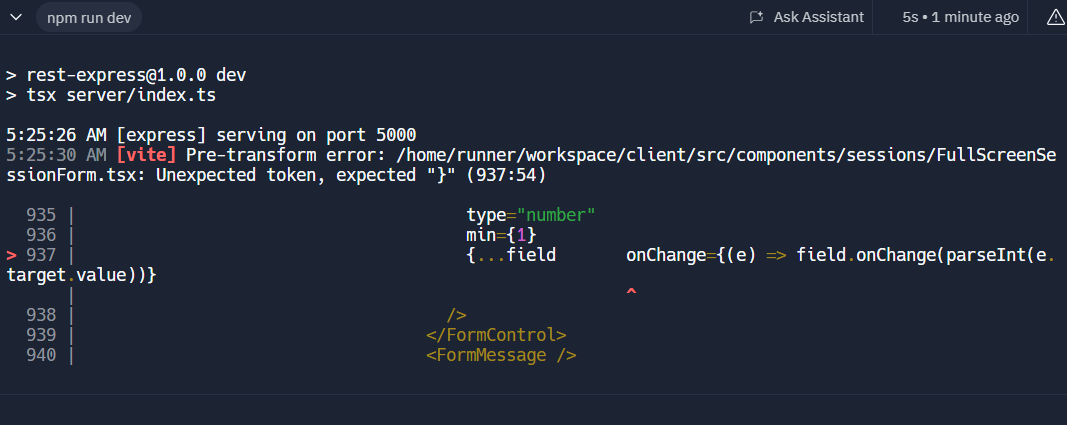 npm run dev
Ask Assistant
5s • 1 minute ago
> rest-express@1.0.0 dev
> tsx server/index.ts
5:25:26 AM [express] serving on port 5000
5:25:30 AM [vite] Pre-transform error: /home/runner/workspace/client/src/components/sessions/FullScreenSe
ssionForm.tsx: Unexpected token, expected "}" (937:54)
935 | type="number"
936 | min={1}
> 937 | {...field onChange={(e) => field.onChange(parseInt(e.
target.value))}
| ^
938 | />
939 | </FormControl>
940 | <FormMessage />